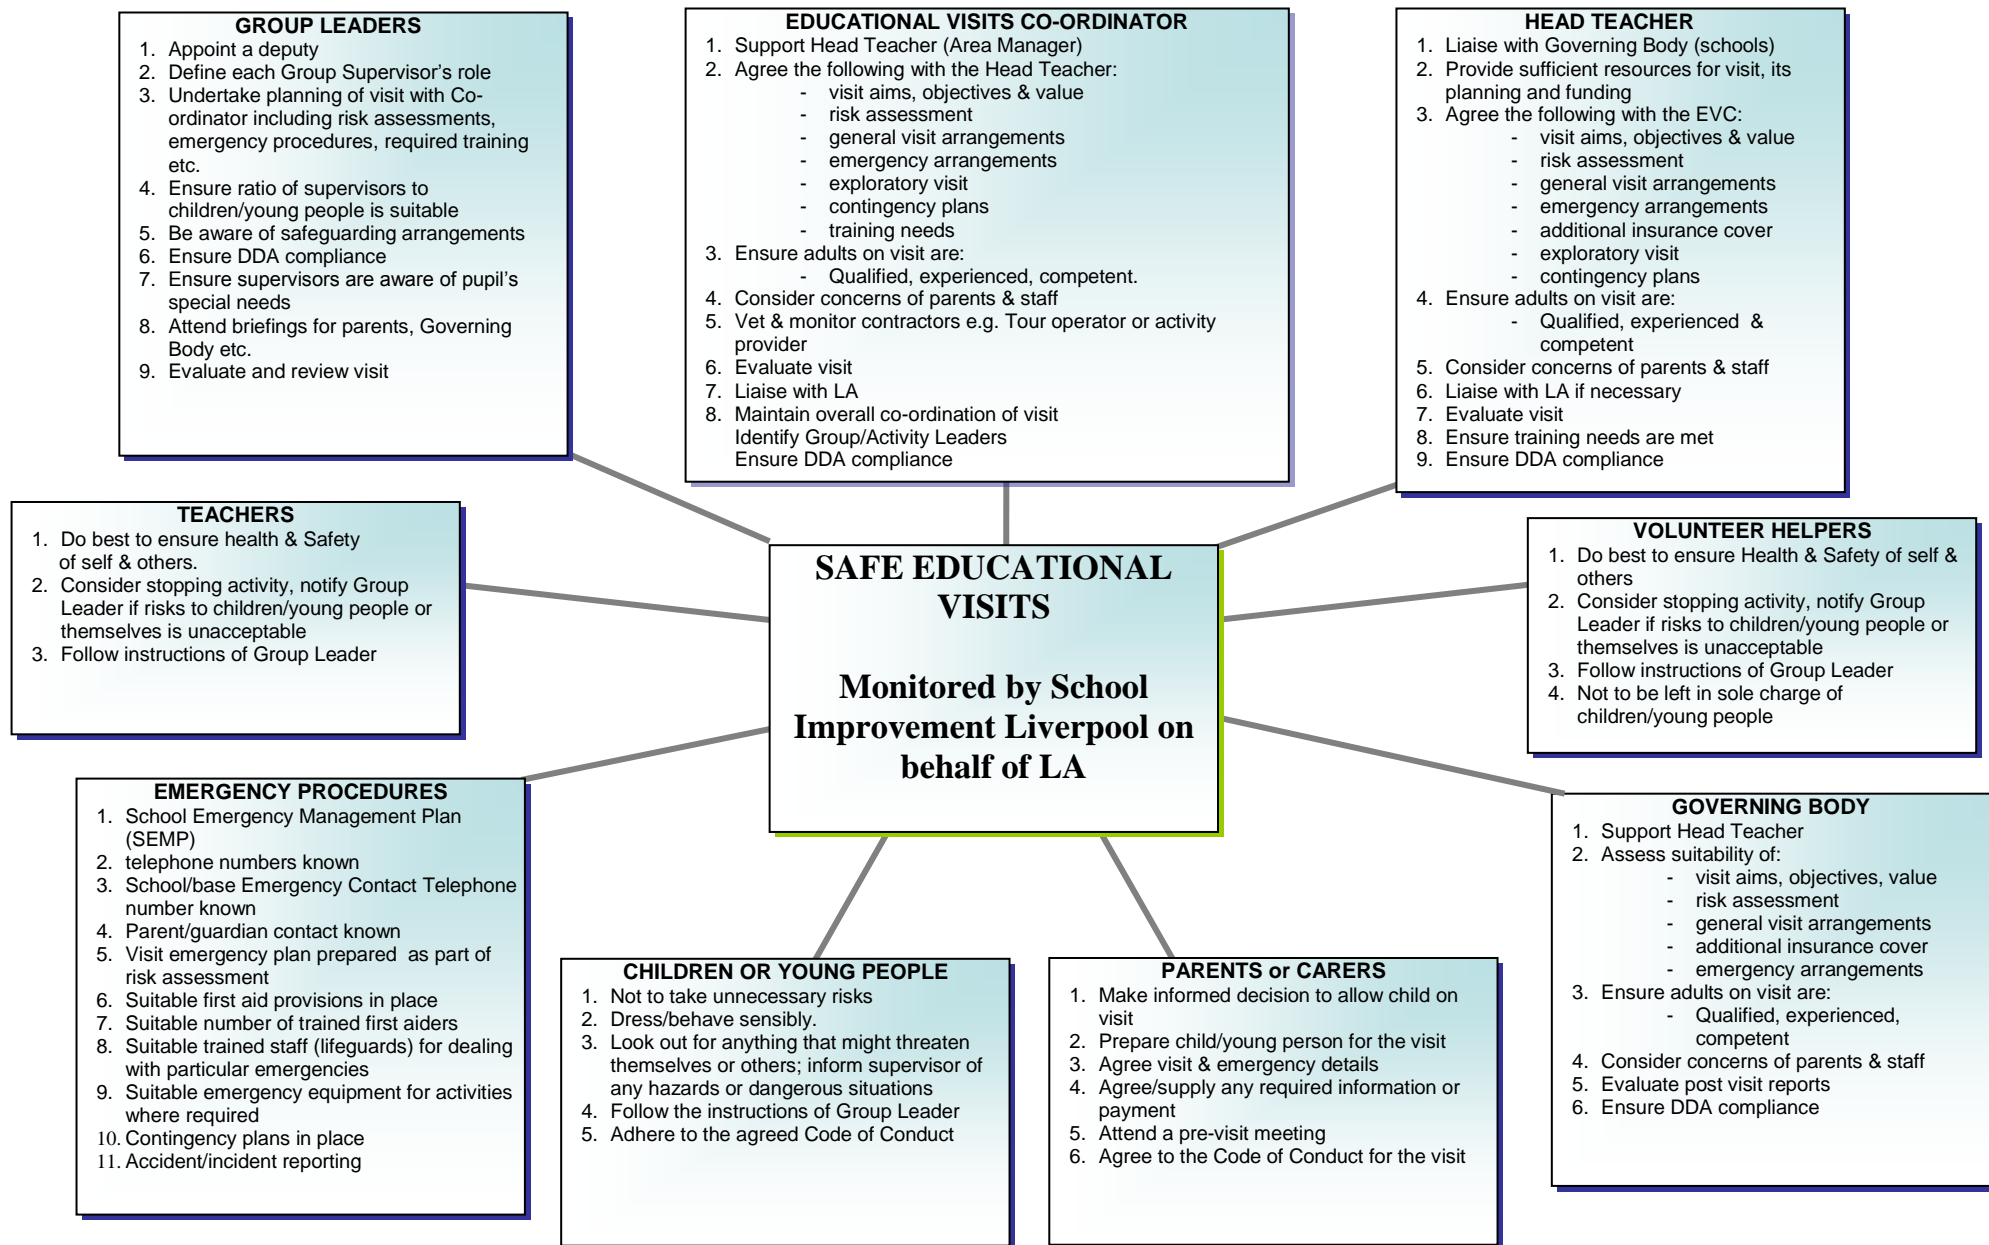 GROUP LEADERS
1. Appoint a deputy
2. Define each Group Supervisor's role
3. Undertake planning of visit with Co-
ordinator including risk assessments,
emergency procedures, required training
etc.
4. Ensure ratio of supervisors to
children/young people is suitable
5. Be aware of safeguarding arrangements
6. Ensure DDA compliance
7. Ensure supervisors are aware of pupil's
special needs
8. Attend briefings for parents, Governing
Body etc.
9. Evaluate and review visit
EDUCATIONAL VISITS CO-ORDINATOR
1. Support Head Teacher (Area Manager)
2. Agree the following with the Head Teacher:
- visit aims, objectives & value
- risk assessment
- general visit arrangements
- emergency arrangements
- exploratory visit
- contingency plans
- training needs
3. Ensure adults on visit are:
- Qualified, experienced, competent.
4. Consider concerns of parents & staff
5. Vet & monitor contractors e.g. Tour operator or activity
provider
6. Evaluate visit
7. Liaise with LA
8. Maintain overall co-ordination of visit
Identify Group/Activity Leaders
Ensure DDA compliance
HEAD TEACHER
1. Liaise with Governing Body (schools)
2. Provide sufficient resources for visit, its
planning and funding
3. Agree the following with the EVC:
- visit aims, objectives & value
- risk assessment
- general visit arrangements
- emergency arrangements
- additional insurance cover
- exploratory visit
- contingency plans
4. Ensure adults on visit are:
- Qualified, experienced &
competent
5. Consider concerns of parents & staff
6. Liaise with LA if necessary
7. Evaluate visit
8. Ensure training needs are met
9. Ensure DDA compliance
TEACHERS
1. Do best to ensure health & Safety
of self & others.
2. Consider stopping activity, notify Group
Leader if risks to children/young people or
themselves is unacceptable
3. Follow instructions of Group Leader
SAFE EDUCATIONAL
VISITS
Monitored by School
Improvement Liverpool on
behalf of LA
VOLUNTEER HELPERS
1. Do best to ensure Health & Safety of self &
others
2. Consider stopping activity, notify Group
Leader if risks to children/young people or
themselves is unacceptable
3. Follow instructions of Group Leader
4. Not to be left in sole charge of
children/young people
EMERGENCY PROCEDURES
1. School Emergency Management Plan
(SEMP)
2. telephone numbers known
3. School/base Emergency Contact Telephone
number known
4. Parent/guardian contact known
5. Visit emergency plan prepared as part of
risk assessment
6. Suitable first aid provisions in place
7. Suitable number of trained first aiders
8. Suitable trained staff (lifeguards) for dealing
with particular emergencies
9. Suitable emergency equipment for activities
where required
10. Contingency plans in place
11. Accident/incident reporting
CHILDREN OR YOUNG PEOPLE
1. Not to take unnecessary risks
2. Dress/behave sensibly.
3. Look out for anything that might threaten
themselves or others; inform supervisor of
any hazards or dangerous situations
4. Follow the instructions of Group Leader
5. Adhere to the agreed Code of Conduct
PARENTS or CARERS
1. Make informed decision to allow child on
visit
2. Prepare child/young person for the visit
3. Agree visit & emergency details
4. Agree/supply any required information or
payment
5. Attend a pre-visit meeting
6. Agree to the Code of Conduct for the visit
GOVERNING BODY
1. Support Head Teacher
2. Assess suitability of:
- visit aims, objectives, value
- risk assessment
- general visit arrangements
- additional insurance cover
- emergency arrangements
3. Ensure adults on visit are:
- Qualified, experienced,
competent
4. Consider concerns of parents & staff
5. Evaluate post visit reports
6. Ensure DDA compliance